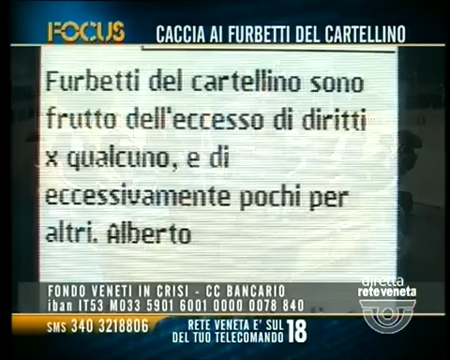 FOCUS
CACCIA AI FURBETTI DEL CARTELLINO
Furbetti del cartellino sono
frutto dell'eccesso di diritti
x qualcuno, e di
eccessivamente pochi per
altri. Alberto
FONDO VENETI IN CRISI - CC BANCARIO
iban IT53 M033 5901 6001 0000 0078 840
diretta
reteveneta
SMS 340 3218806
RETE VENETA E' SUL 18
DEL TUO TELECOMANDO